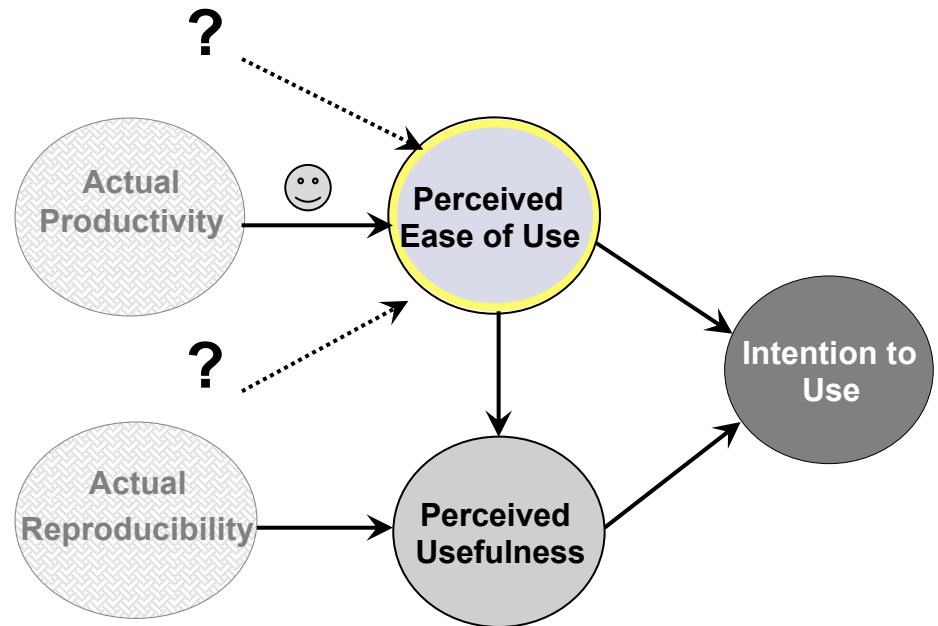 ?
Actual
Productivity
Perceived
Ease of Use
?
Intention to
Use
Actual
Reproducibility
Perceived
Usefulness